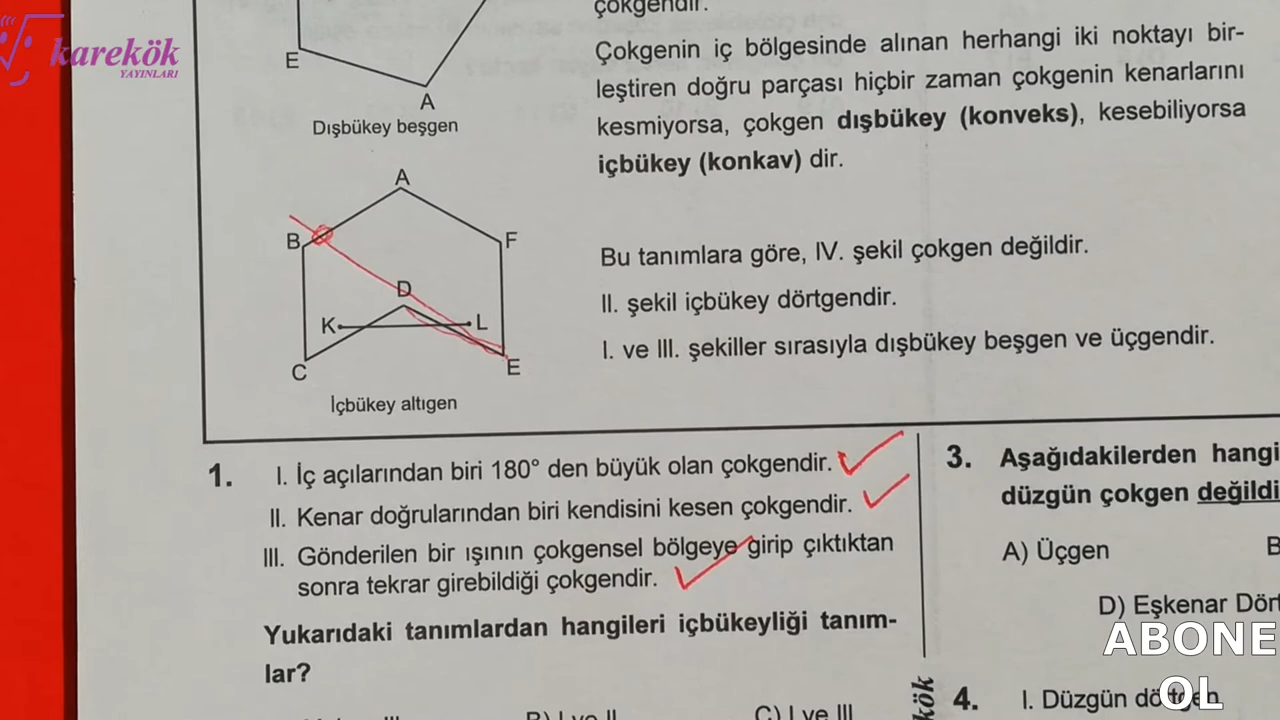 karekök
YAYINLARI
E
A
Dışbükey beşgen
çokgendir.
Çokgenin iç bölgesinde alınan herhangi iki noktayı bir-
leştiren doğru parçası hiçbir zaman çokgenin kenarlarını
kesmiyorsa, çokgen dışbükey (konveks), kesebiliyorsa
içbükey (konkav) dir.
A
B
F
D
K
L
C
E
İçbükey altıgen
Bu tanımlara göre, IV. şekil çokgen değildir.
II. şekil içbükey dörtgendir.
I. ve III. şekiller sırasıyla dışbükey beşgen ve üçgendir.
1. I. İç açılarından biri 180° den büyük olan çokgendir.
II. Kenar doğrularından biri kendisini kesen çokgendir.
III. Gönderilen bir ışının çokgensel bölgeye girip çıktıktan
sonra tekrar girebildiği çokgendir.
Yukarıdaki tanımlardan hangileri içbükeyliği tanım-
lar?
B) I ve II
C) I ve III
kök
3. Aşağıdakilerden hangi
düzgün çokgen değildi
A) Üçgen
B
D) Eşkenar Dört
4. I. Düzgün dörtgen
ABONE
OL